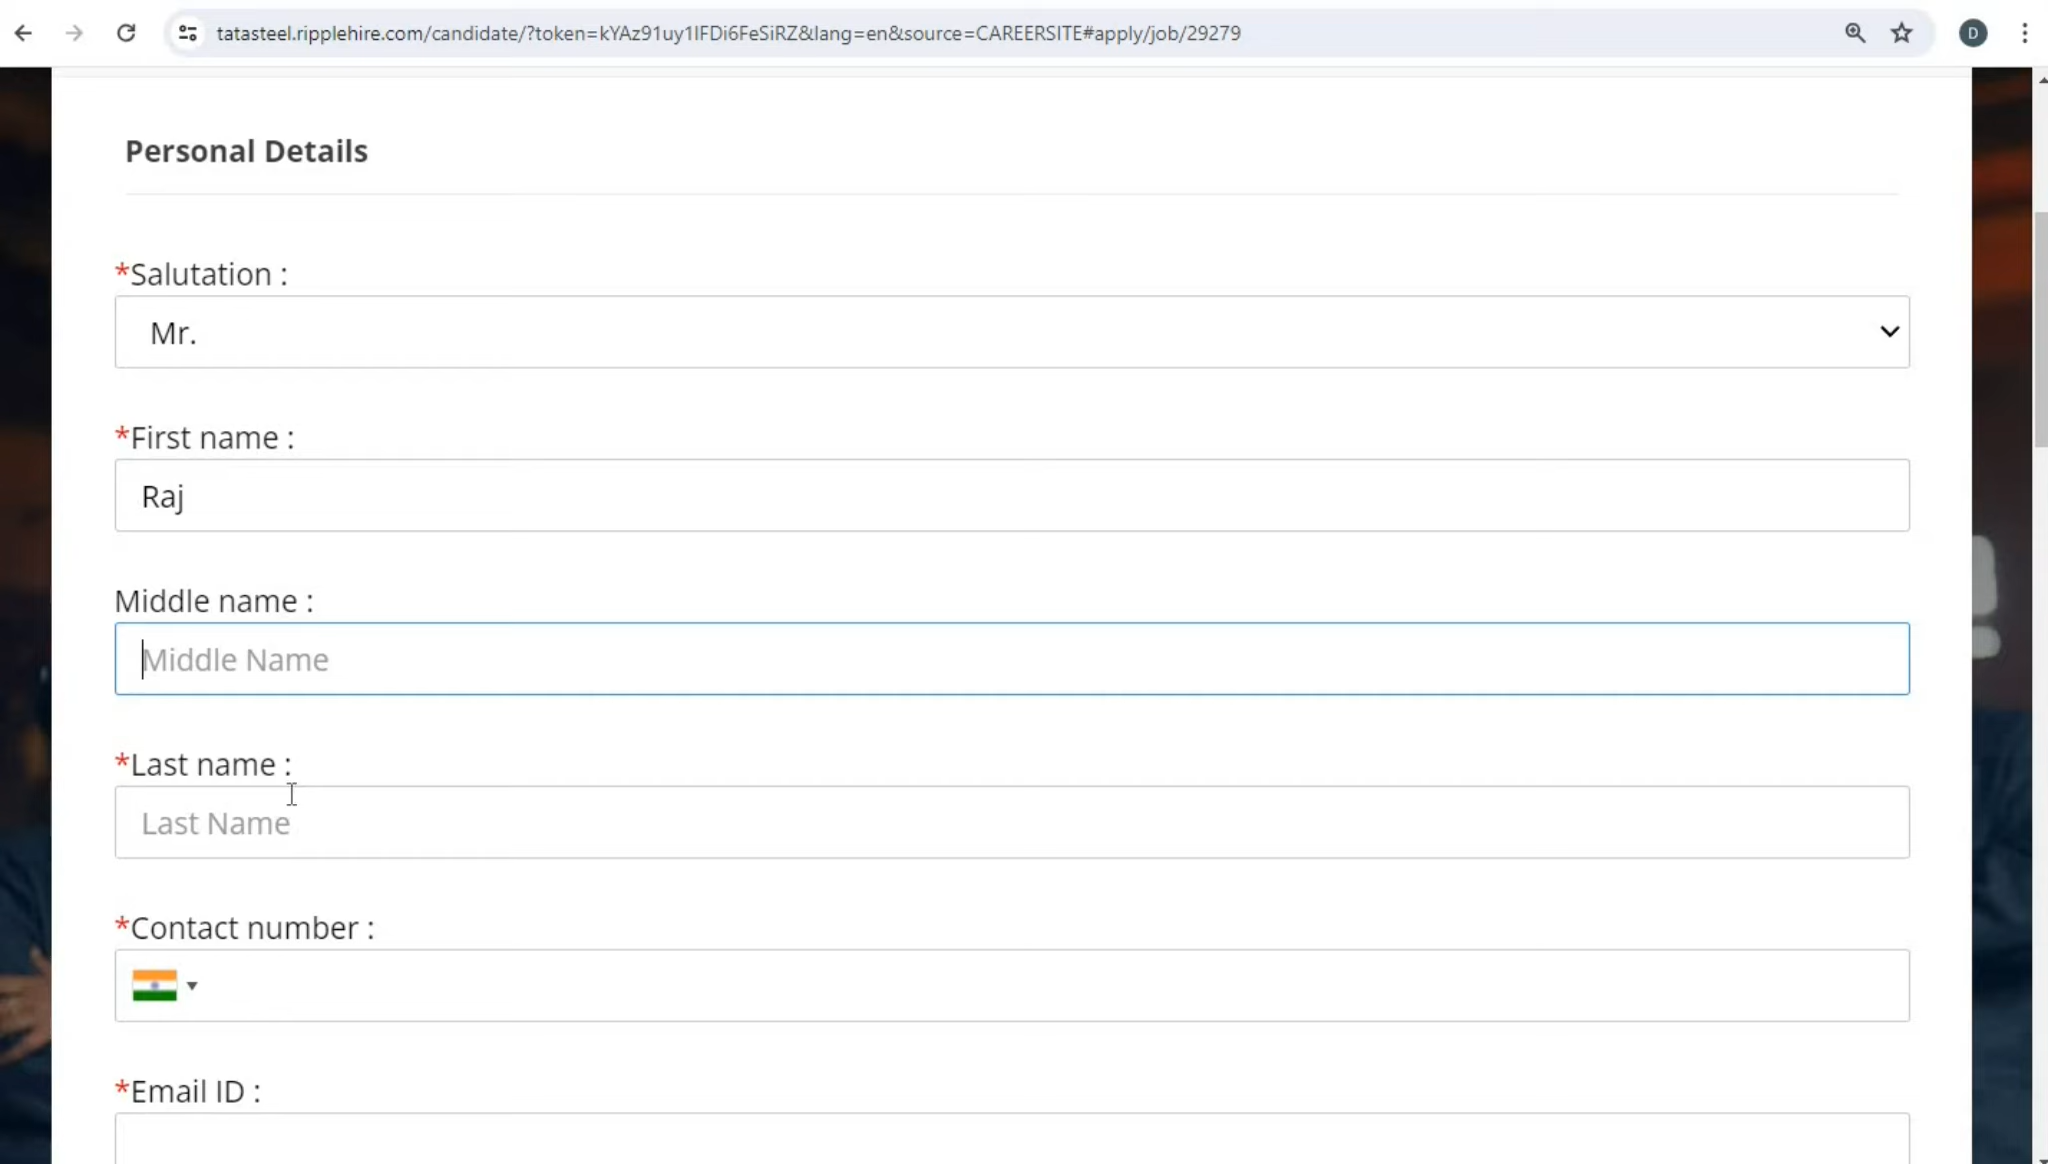 tatasteel.ripplehire.com/candidate/?token=kYAz91uy1IFDi6FeSiRZ&lang=en&source=CAREERSITE#apply/job/29279
D
Personal Details
*Salutation :
Mr.
*First name :
Raj
Middle name :
Middle Name
*Last name :
Last Name
*Contact number :
*Email ID :